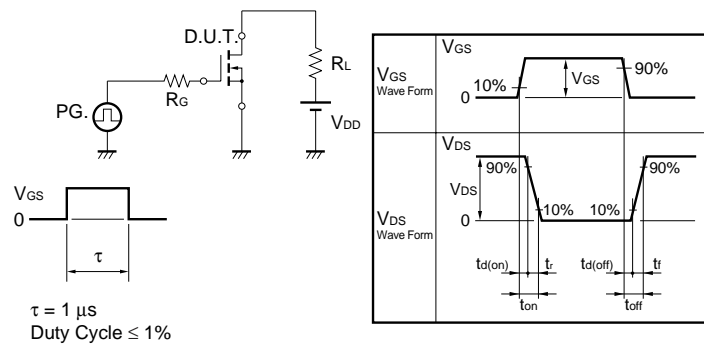 D.U.T.
RG
PG.
RL
VDD
VGS
0
τ
τ = 1 μs
Duty Cycle ≤ 1%
VGS
Wave Form
VGS
10%
0
VGS
90%
VDS
Wave Form
VDS
90%
VDS
0
10%
10%
90%
td(on)
tr
td(off)
tf
ton
toff